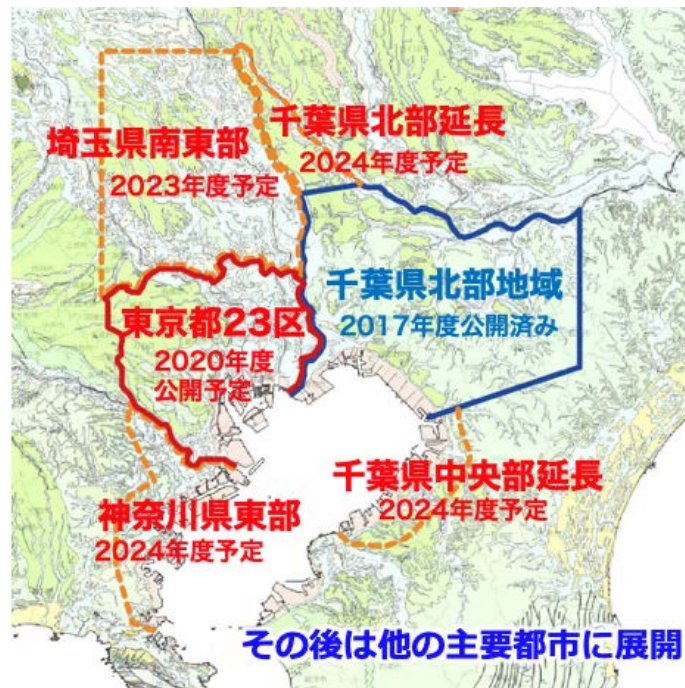 千葉県北部延長
2024年度予定
埼玉県南東部
2023年度予定
千葉県北部地域
2017年度公開済み
東京都23区
2020年度
公開予定
千葉県中央部延長
2024年度予定
神奈川県東部
2024年度予定
その後は他の主要都市に展開